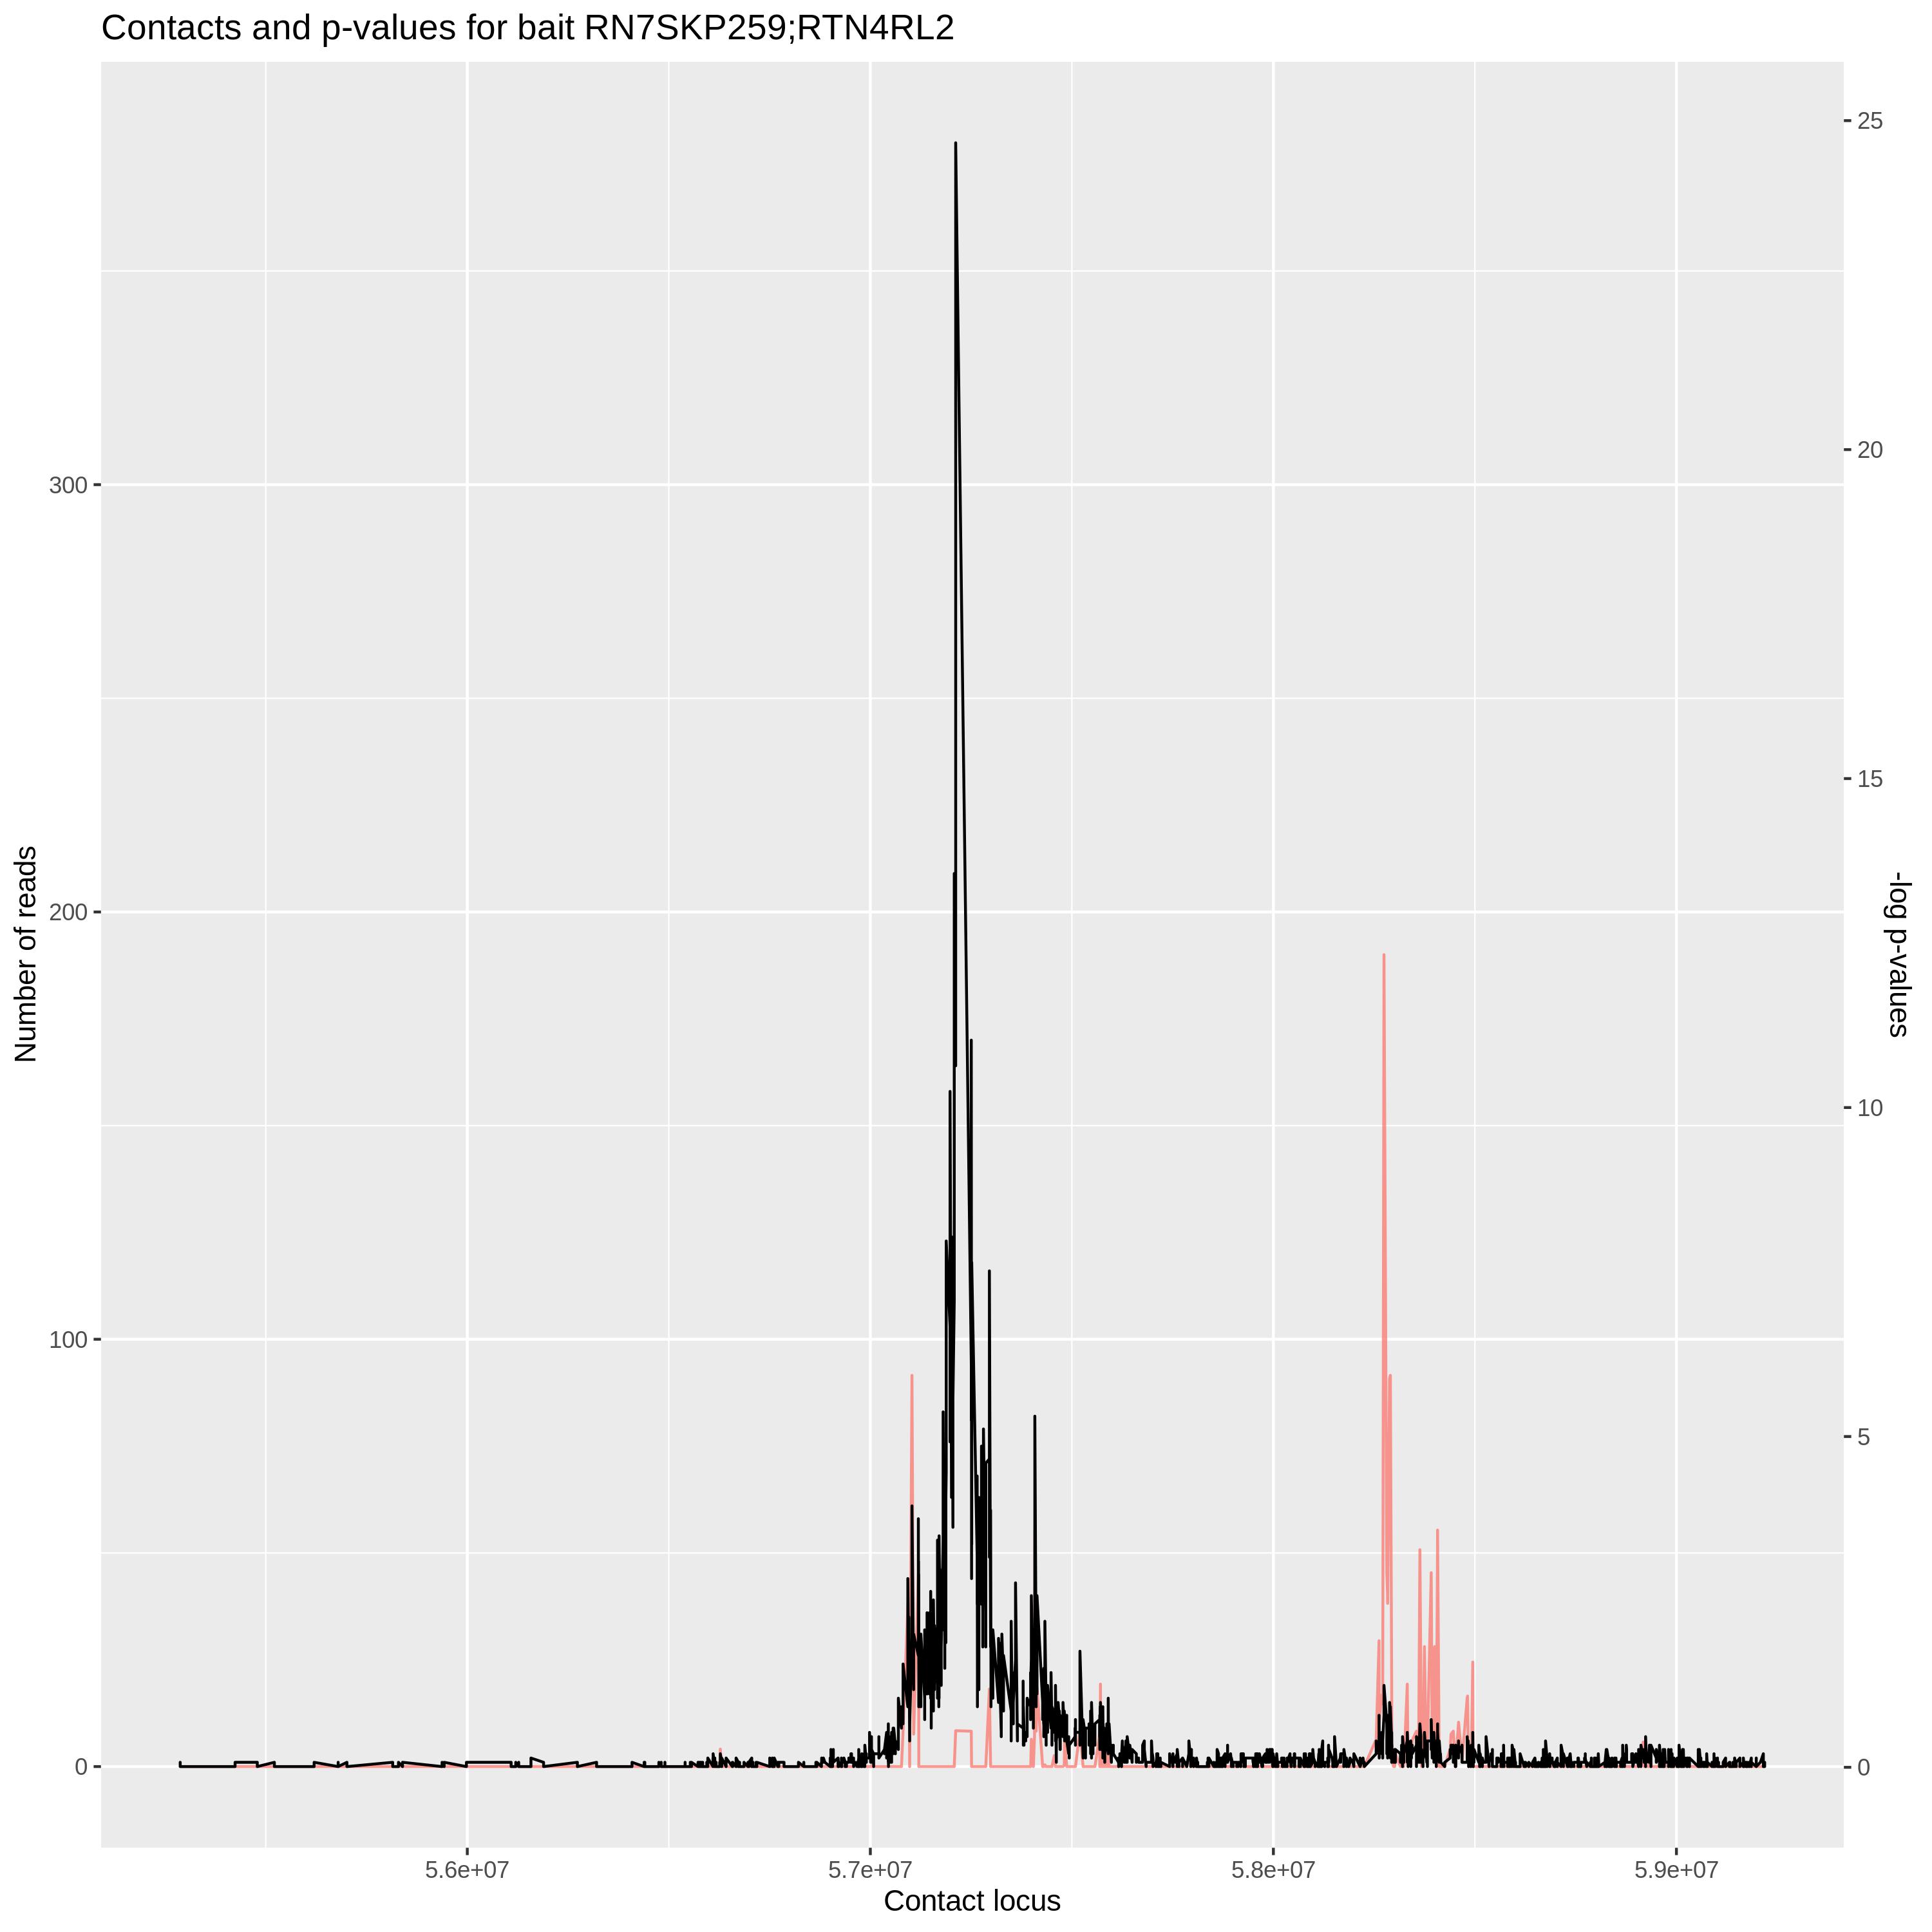 Contacts and p-values for bait RN7SKP259;RTN4RL2
25
20
300
15
Number of reads
-log p-values
200
10
100
5
0
0
5.6e+07
5.7e+07
5.8e+07
5.9e+07
Contact locus